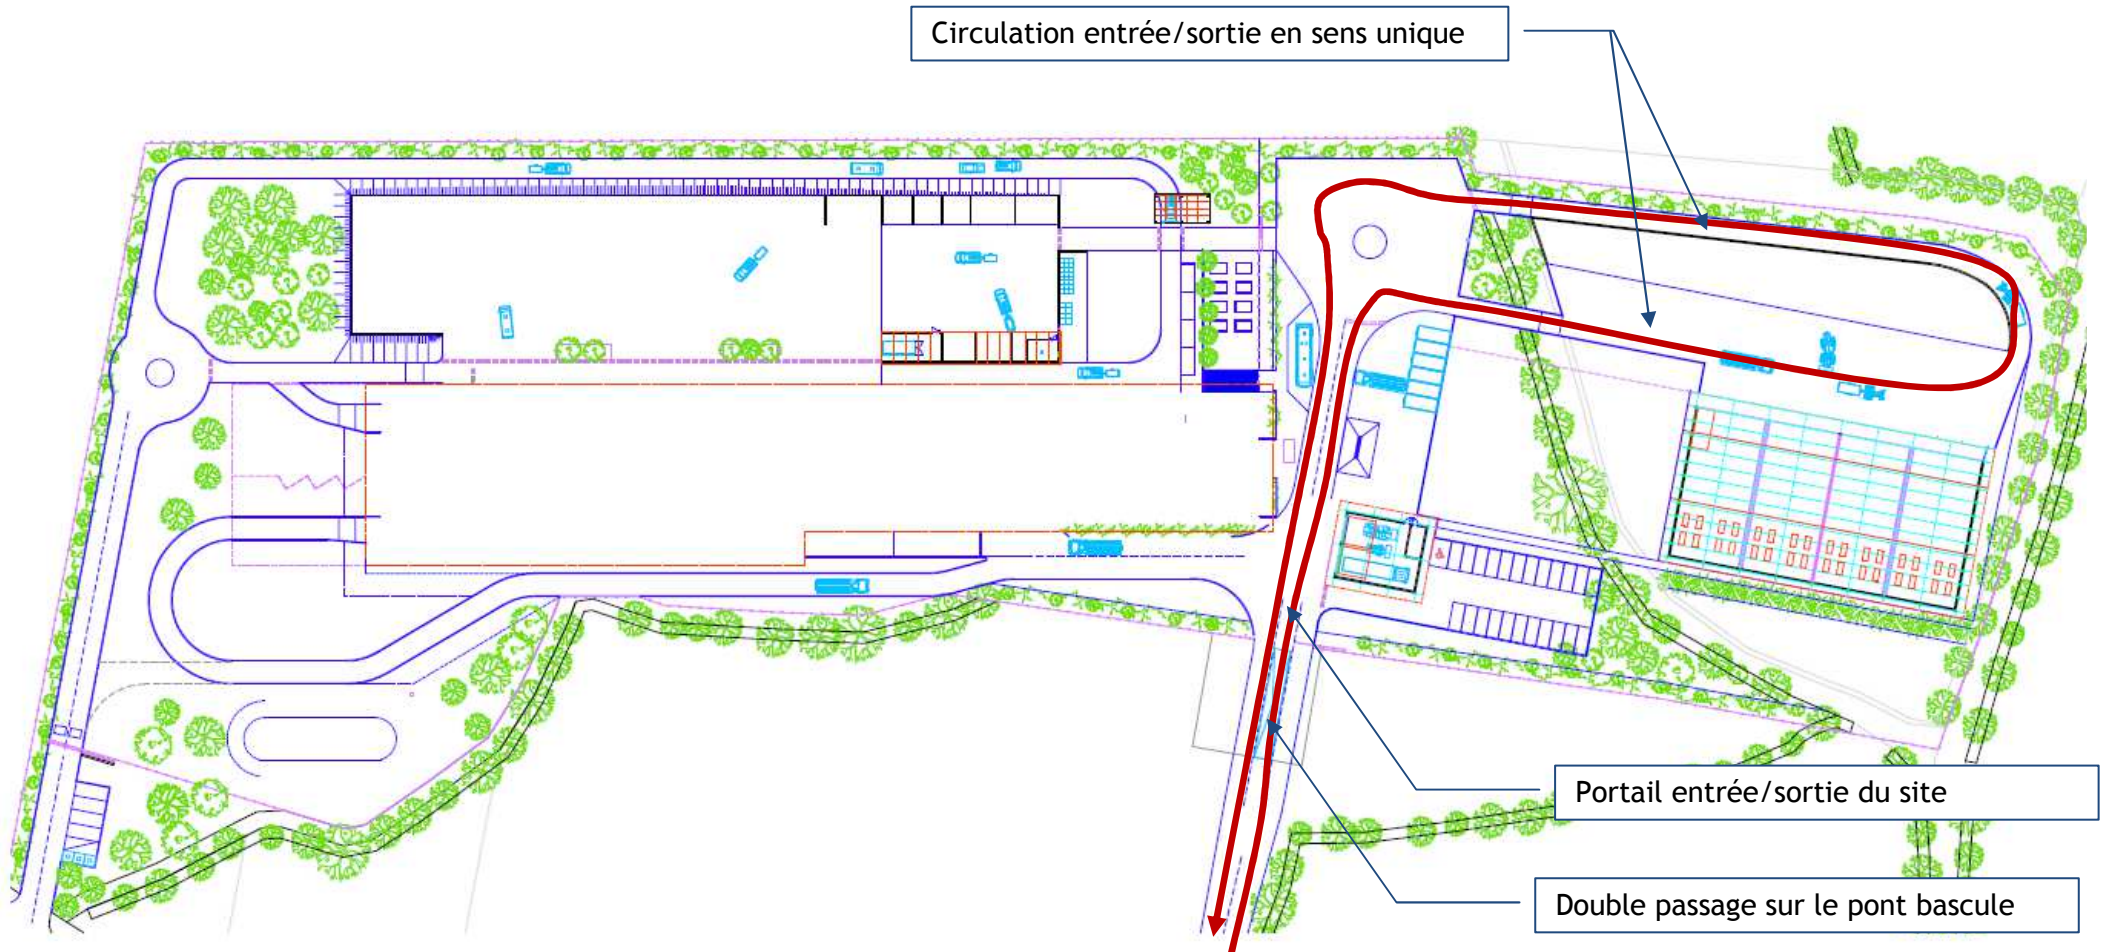 Circulation entrée/sortie en sens unique
Portail entrée/sortie du site
Double passage sur le pont bascule